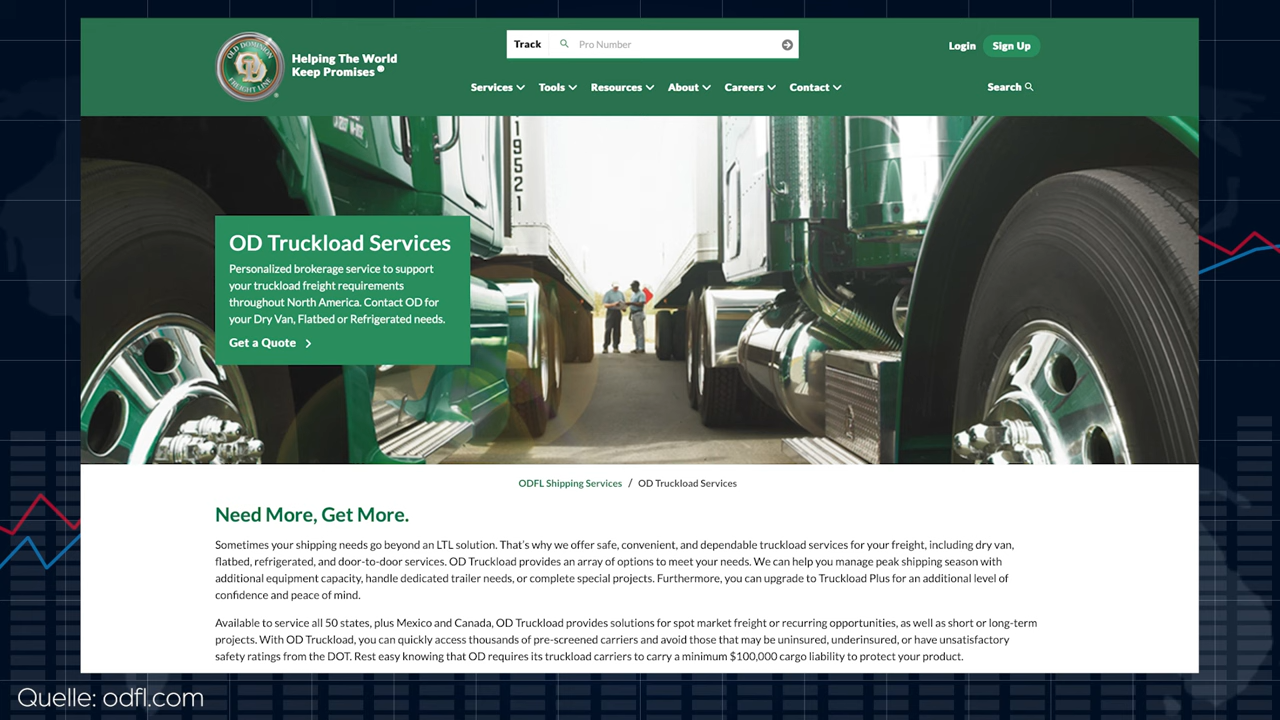 OLD DOMINION
OD
FREIGHT LINE
Helping The World
Keep Promises®
Track
Pro Number
Login
Sign Up
Services
Tools
Resources
About
Careers
Contact
Search
19521
OD Truckload Services
Personalized brokerage service to support
your truckload freight requirements
throughout North America. Contact OD for
your Dry Van, Flatbed or Refrigerated needs.
Get a Quote
ODFL Shipping Services / OD Truckload Services
Need More, Get More.
Sometimes your shipping needs go beyond an LTL solution. That's why we offer safe, convenient, and dependable truckload services for your freight, including dry van,
flatbed, refrigerated, and door-to-door services. OD Truckload provides an array of options to meet your needs. We can help you manage peak shipping season with
additional equipment capacity, handle dedicated trailer needs, or complete special projects. Furthermore, you can upgrade to Truckload Plus for an additional level of
confidence and peace of mind.
Available to service all 50 states, plus Mexico and Canada, OD Truckload provides solutions for spot market freight or recurring opportunities, as well as short or long-term
projects. With OD Truckload, you can quickly access thousands of pre-screened carriers and avoid those that may be uninsured, underinsured, or have unsatisfactory
safety ratings from the DOT. Rest easy knowing that OD requires its truckload carriers to carry a minimum $100,000 cargo liability to protect your product.
Quelle: odfl.com